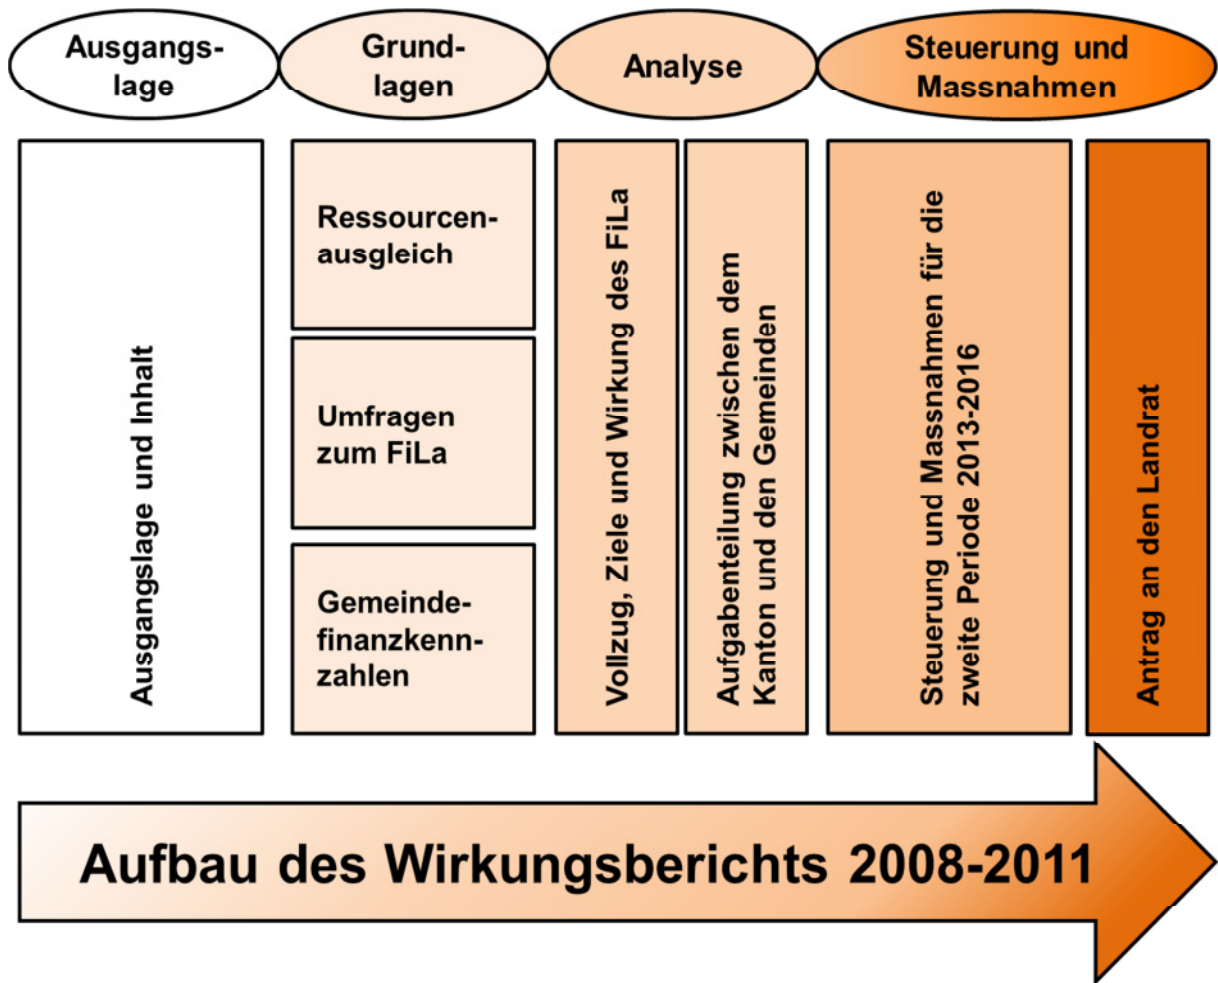 Ausgangs-
lage
Grund-
lagen
Analyse
Steuerung und
Massnahmen
Ausgangslage und Inhalt
Ressourcen-
ausgleich
Umfragen
zum FiLa
Gemeinde-
finanzkenn-
zahlen
Vollzug, Ziele und Wirkung des FiLa
Aufgabenteilung zwischen dem
Kanton und den Gemeinden
Steuerung und Massnahmen für die
zweite Periode 2013-2016
Antrag an den Landrat
Aufbau des Wirkungsberichts 2008-2011